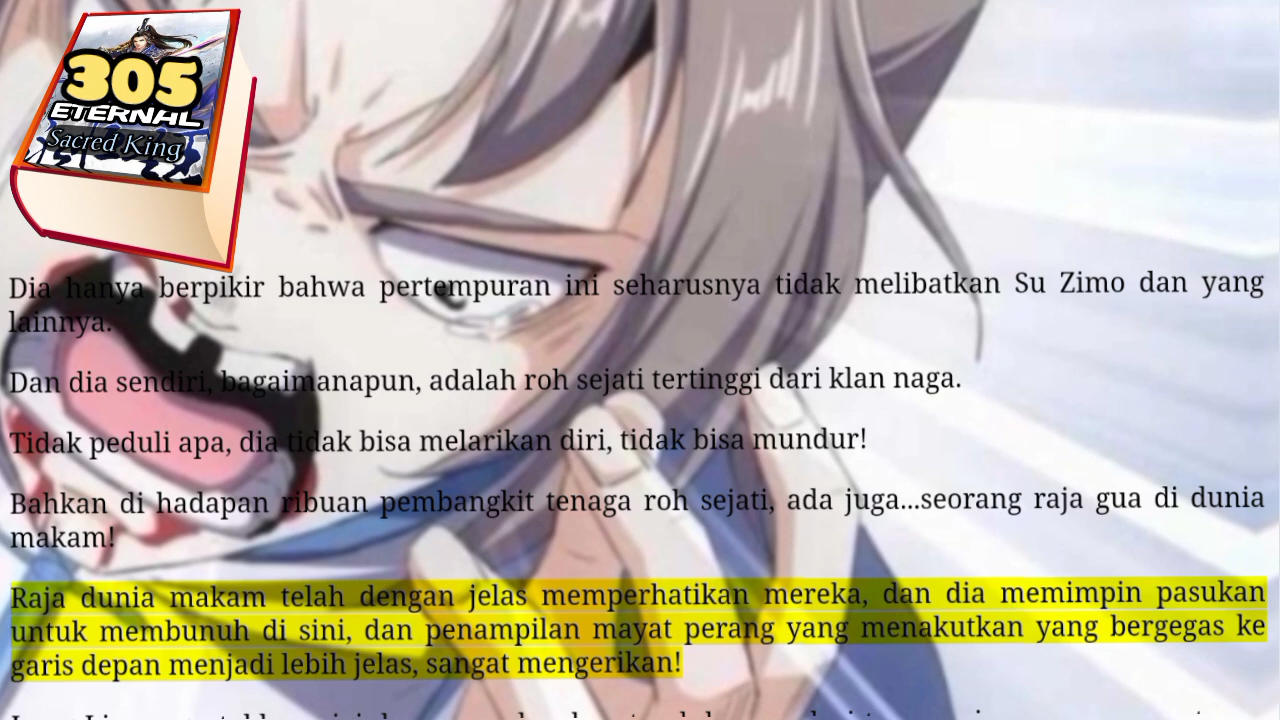 305
ETERNAL
Sacred King
Dia hanya berpikir bahwa pertempuran ini seharusnya tidak melibatkan Su Zimo dan yang
lainnya.
Dan dia sendiri, bagaimanapun, adalah roh sejati tertinggi dari klan naga.
Tidak peduli apa, dia tidak bisa melarikan diri, tidak bisa mundur!
Bahkan di hadapan ribuan pembangkit tenaga roh sejati, ada juga...seorang raja gua di dunia
makam!
Raja dunia makam telah dengan jelas memperhatikan mereka, dan dia memimpin pasukan
untuk membunuh di sini, dan penampilan mayat perang yang menakutkan yang bergegas ke
garis depan menjadi lebih jelas, sangat mengerikan!